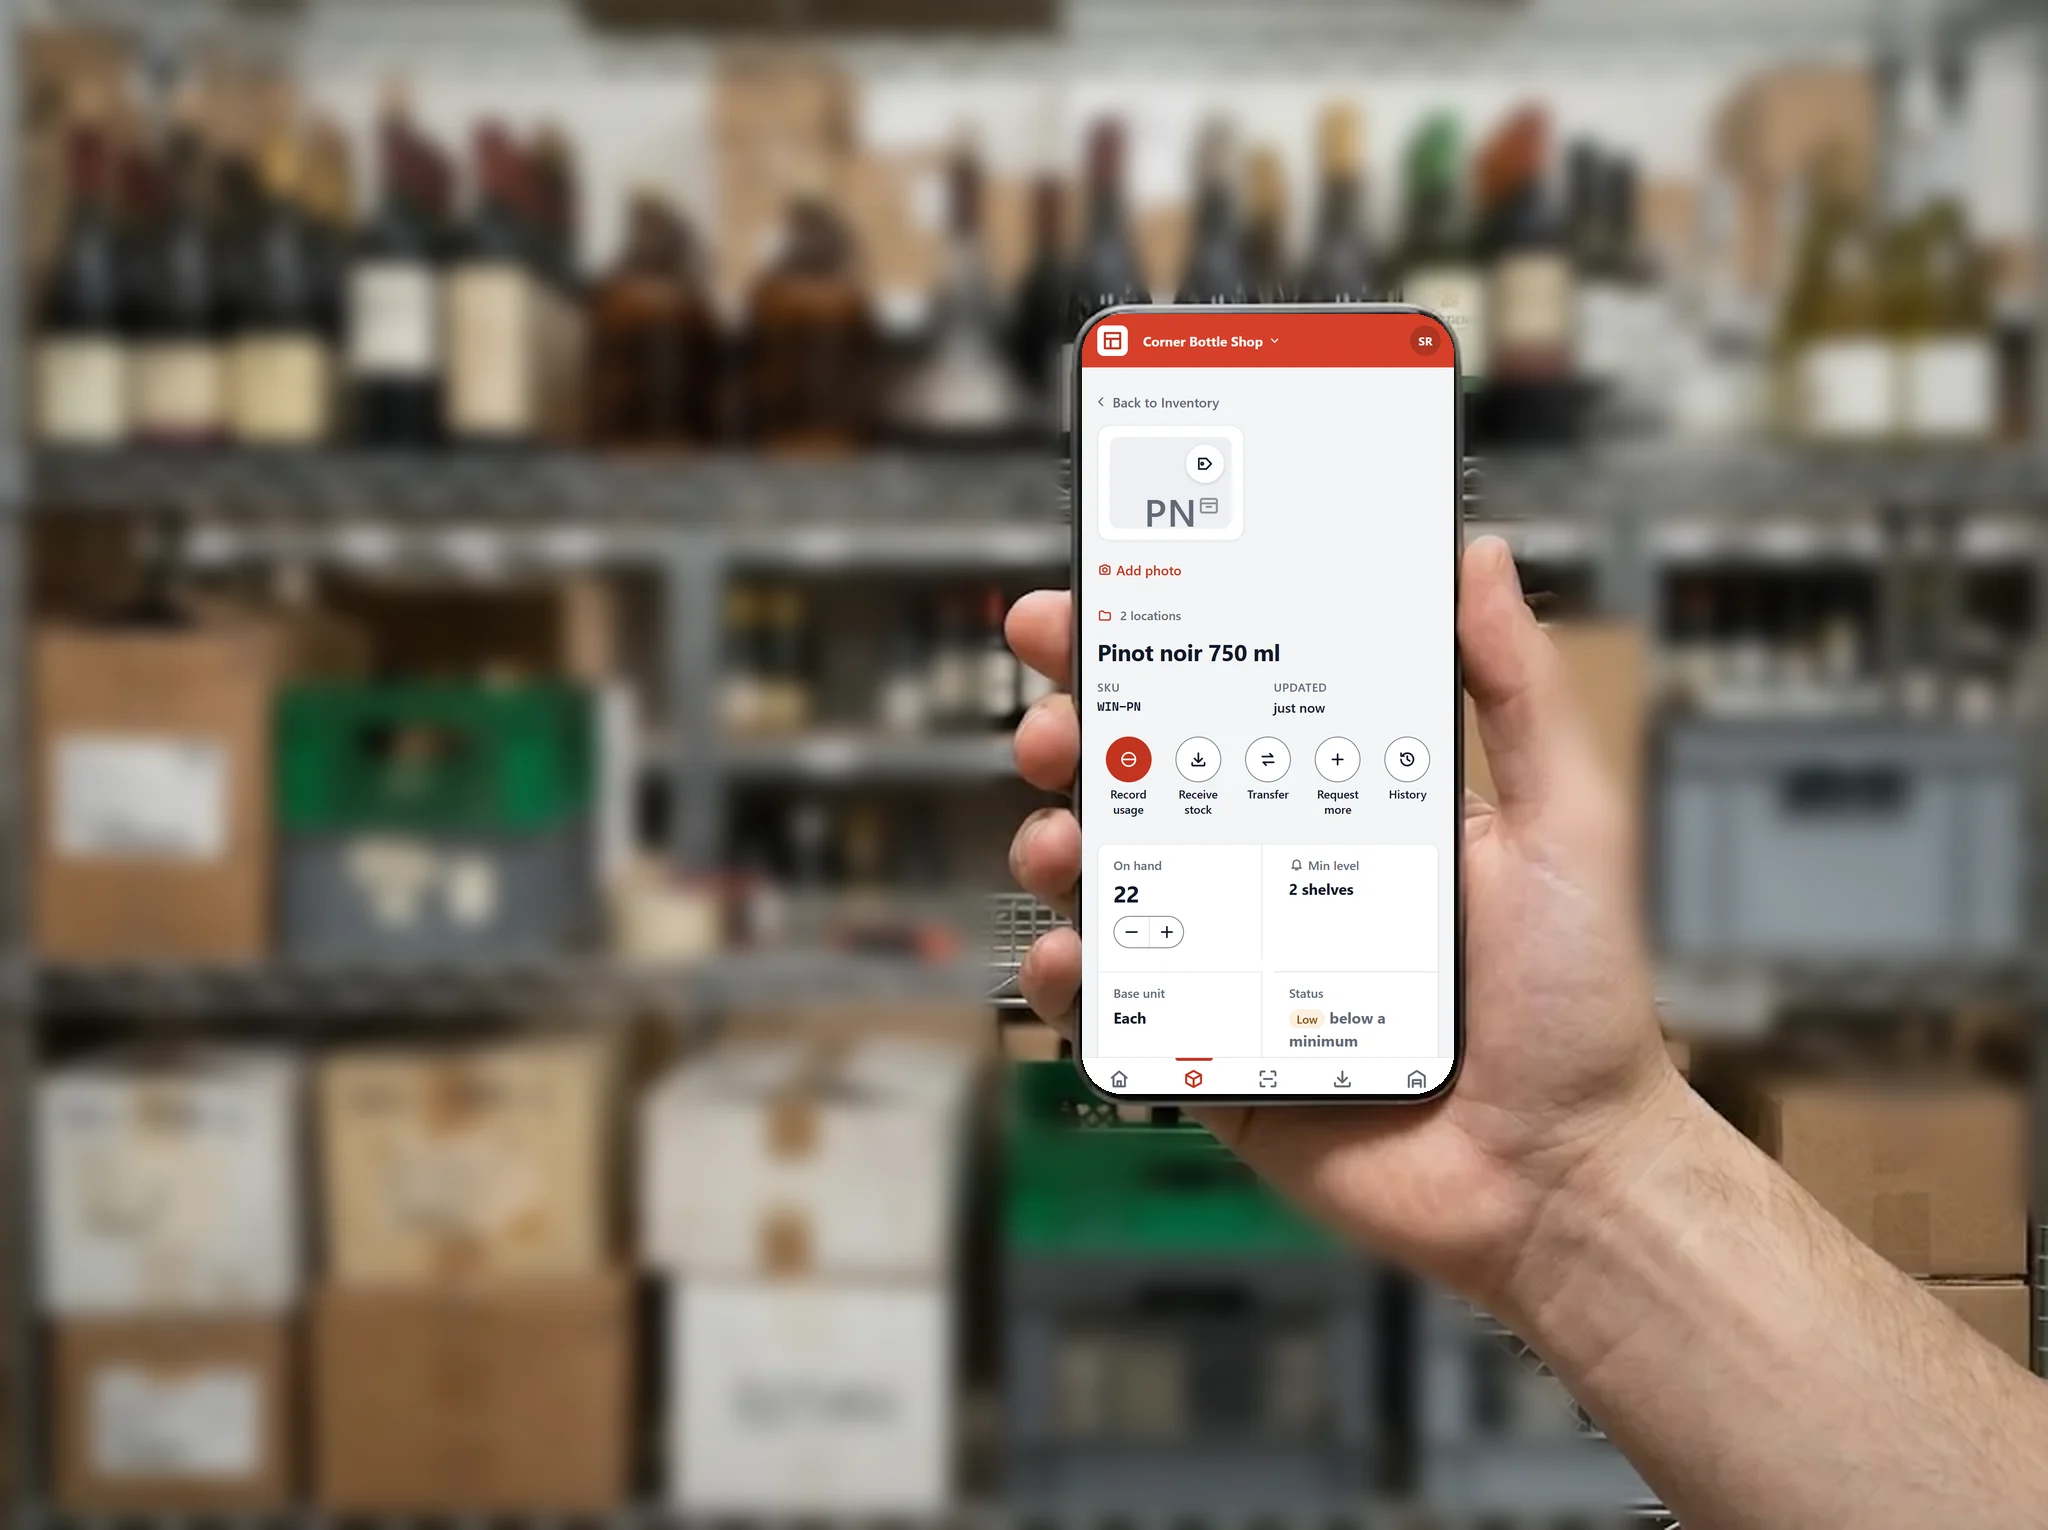 Corner Bottle Shop
SR
Back to Inventory
PN
Add photo
2 locations
Pinot noir 750 ml
SKU
UPDATED
WIN-PN
just now
Record usage
Receive stock
Transfer
Request more
History
On hand
22
Min level
2 shelves
Base unit
Each
Status
Low below a
minimum